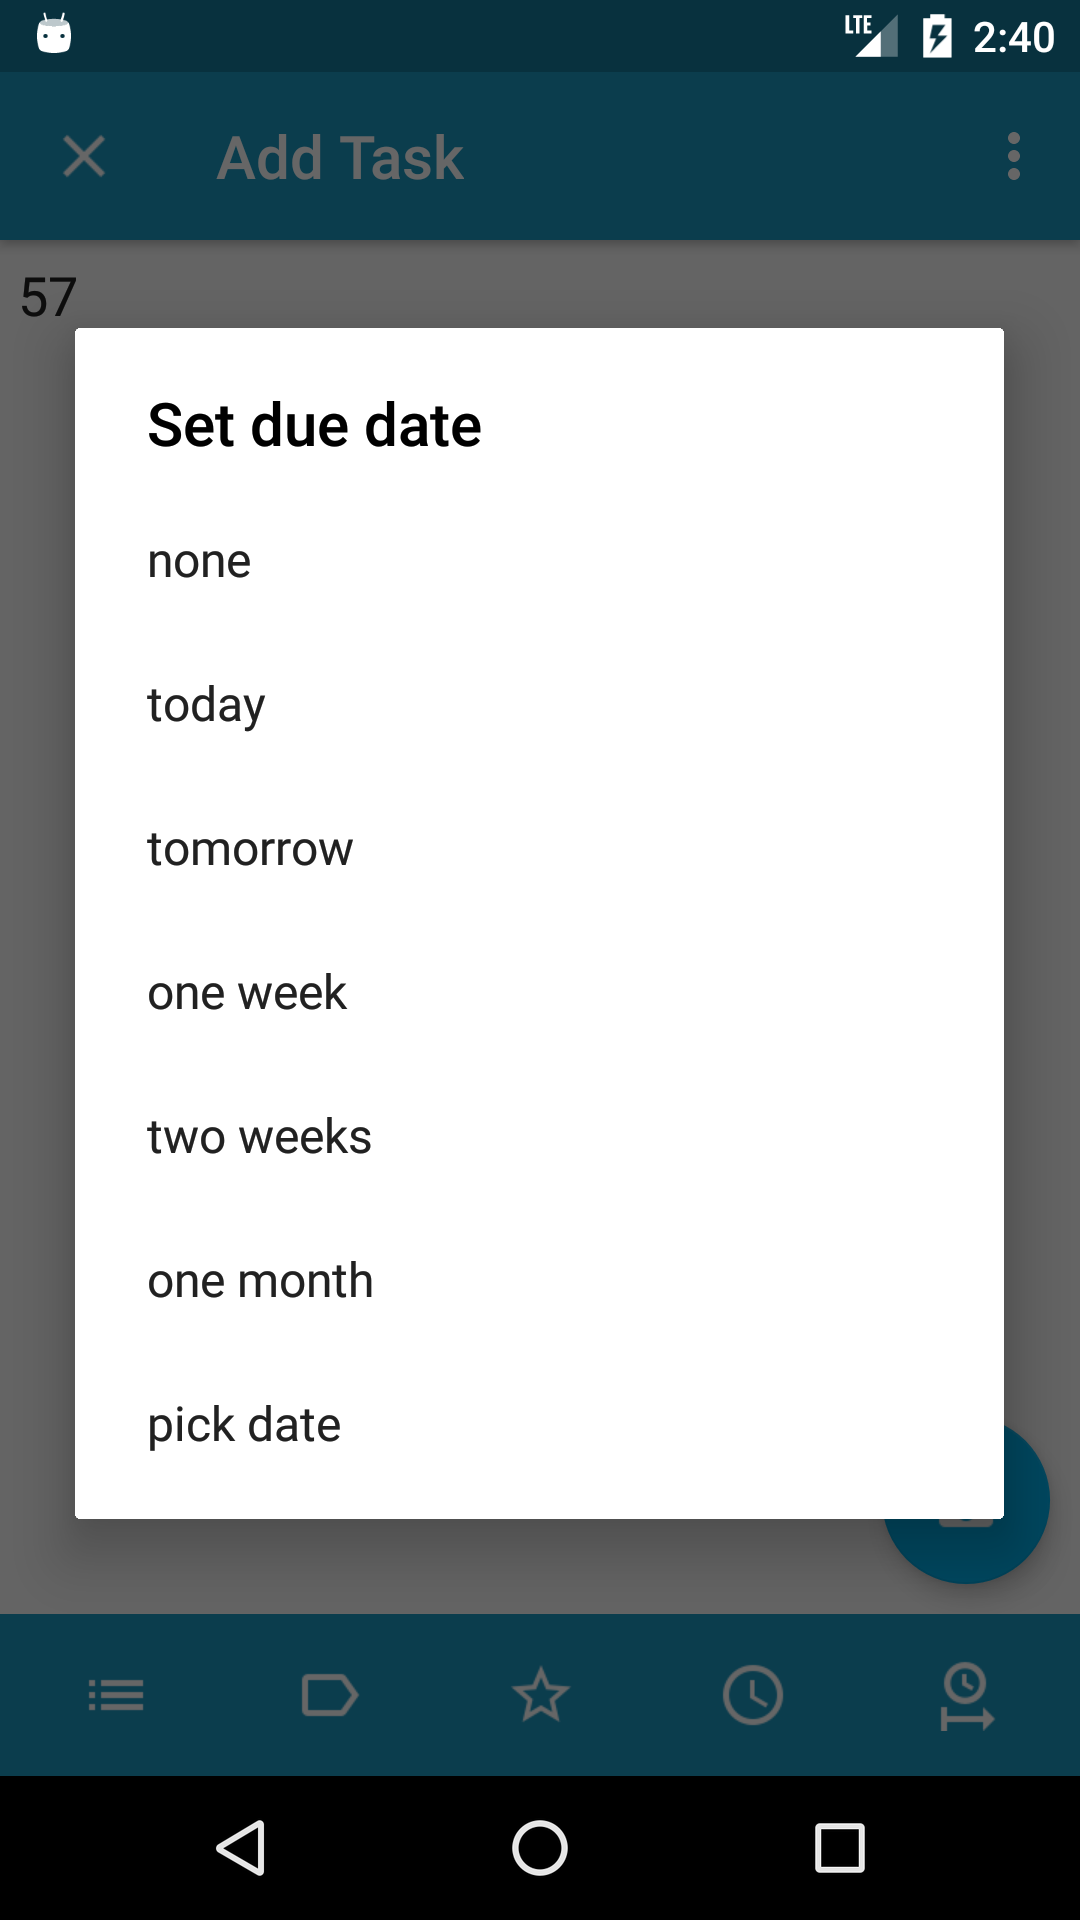 LTE 2:40
Add Task
57
Set due date
none
today
tomorrow
one week
two weeks
one month
pick date